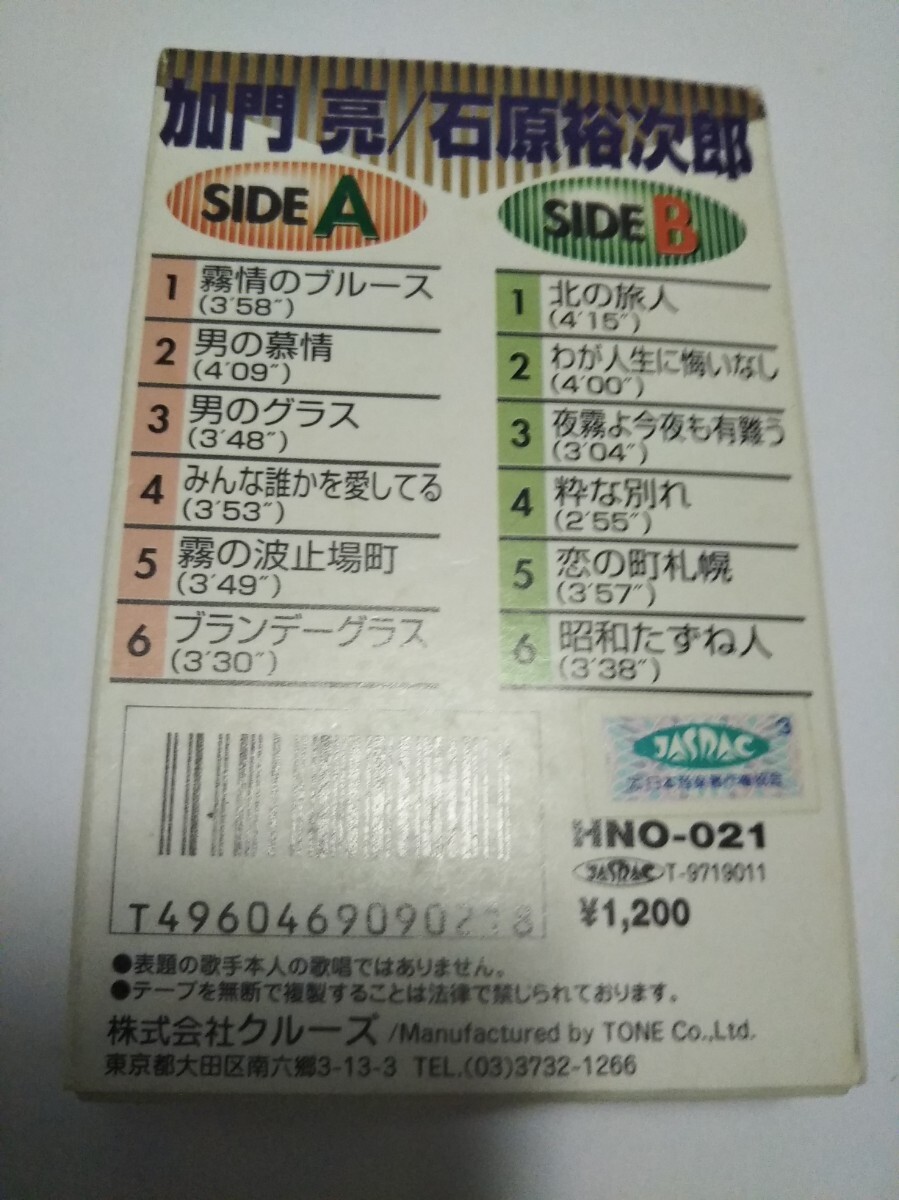 加門 亮/石原裕次郎
SIDE A
1 霧情のブルース
(3'58")
2 男の慕情
(4'09")
3 男のグラス
(3'48")
4 みんな誰かを愛してる
(3'53")
5 霧の波止場町
(3'49")
6 ブランデーグラス
(3'30")
SIDE B
1 北の旅人
(4'15")
2 わが人生に悔いなし
(4'00")
3 夜霧よ今夜も有難う
(3'04")
4 粋な別れ
(2'55")
5 恋の町札幌
(3'57")
6 昭和たずね人
(3'38")
3
JASRAC
HNO-021
JASRAC T-9719011
¥1,200
T4960469090218
●表題の歌手本人の歌唱ではありません。
●テープを無断で複製することは法律で禁じられております。
株式会社クルーズ /Manufactured by TONE Co.,Ltd.
東京都大田区南六郷3-13-3 TEL.(03)3732-1266